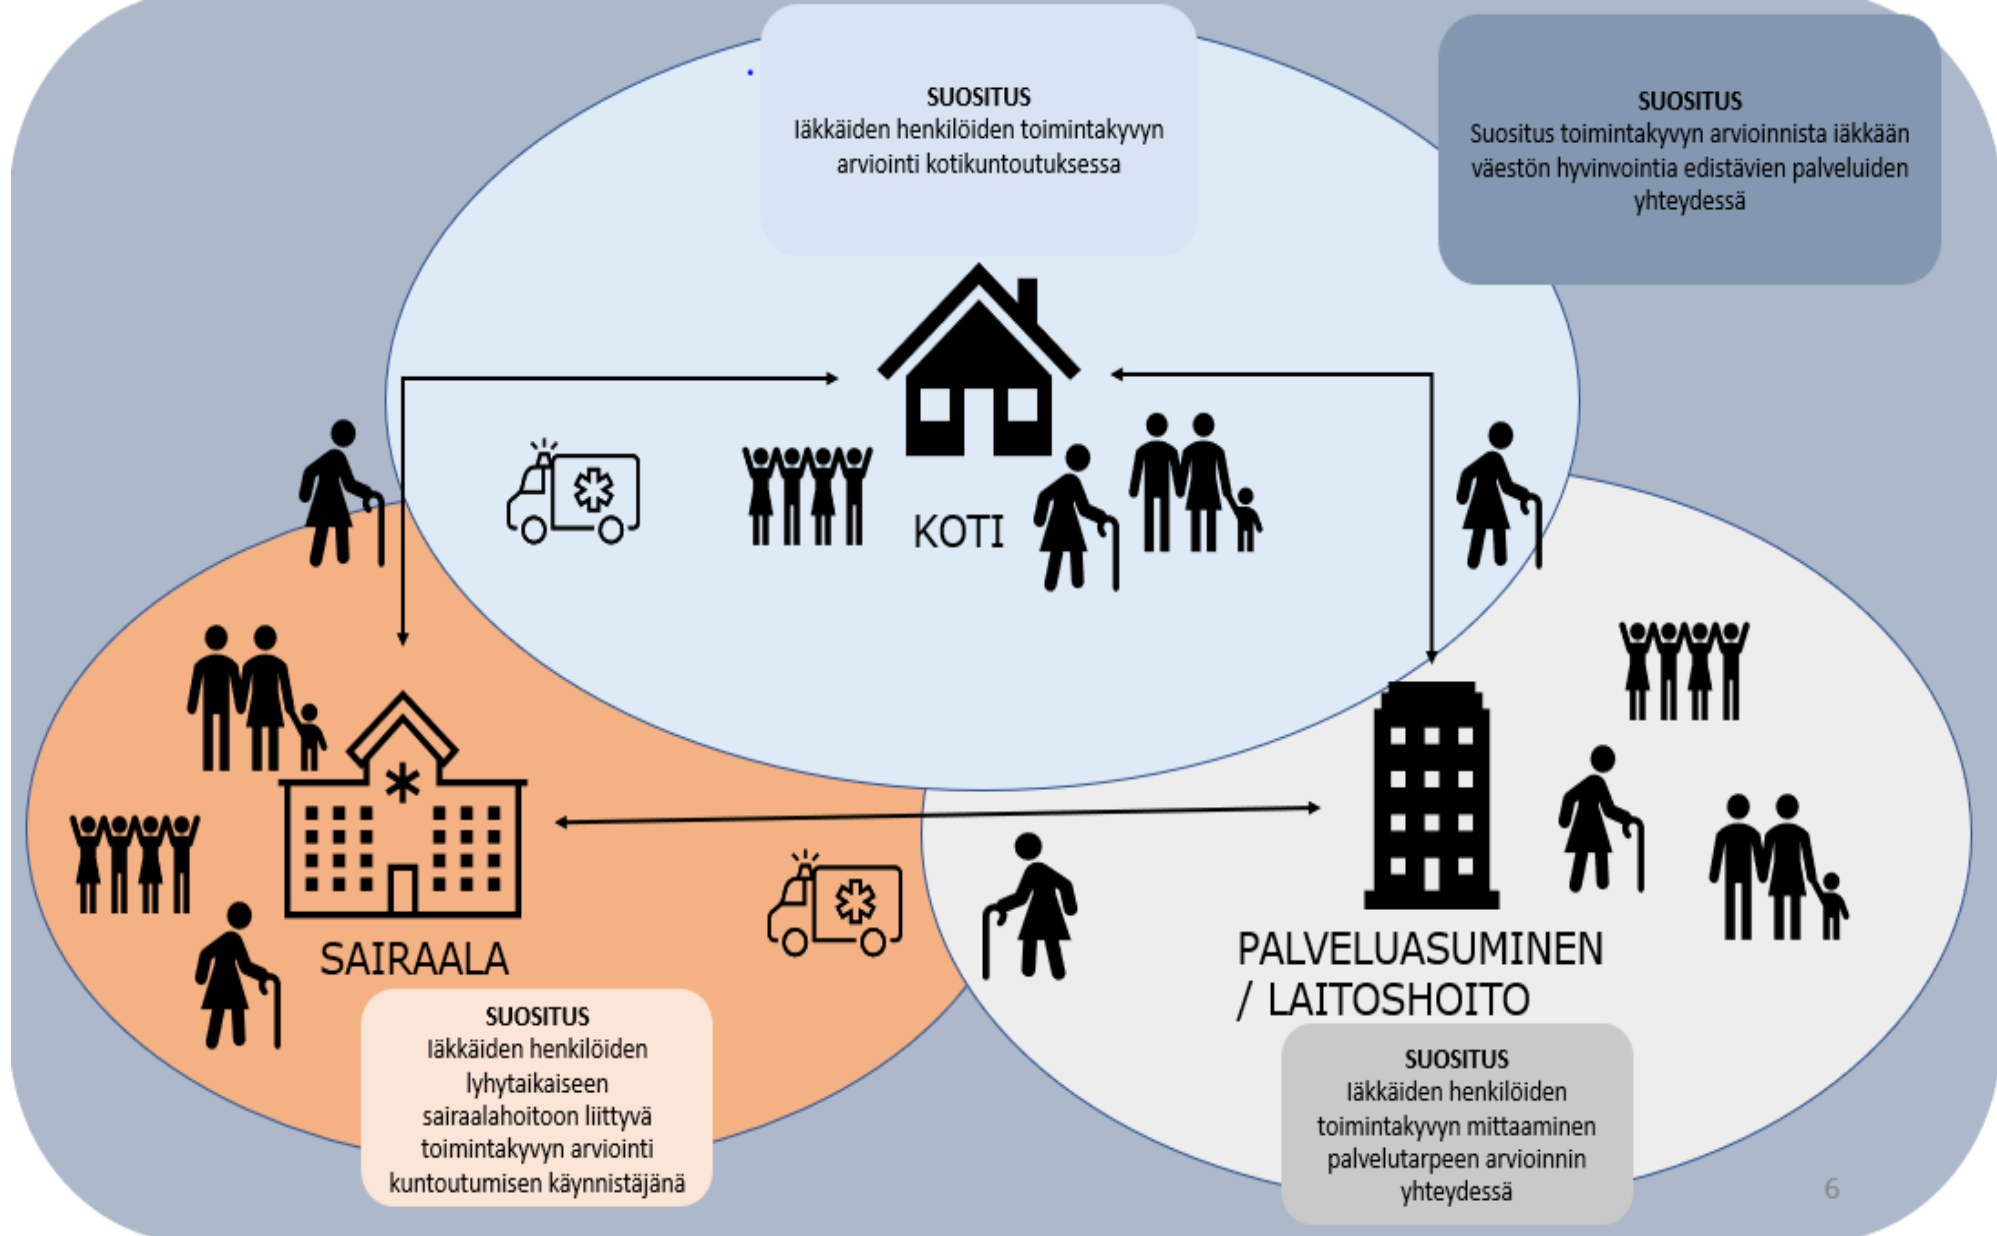 SUOSITUS
Iäkkäiden henkilöiden toimintakyvyn
arviointi kotikuntoutuksessa
SUOSITUS
Suositus toimintakyvyn arvioinnista iäkkään
väestön hyvinvointia edistävien palveluiden
yhteydessä
KOTI
SAIRAALA
SUOSITUS
Iäkkäiden henkilöiden
lyhytaikaiseen
sairaalahoitoon liittyvä
toimintakyvyn arviointi
kuntoutumisen käynnistäjänä
PALVELUASUMINEN
/ LAITOSHOITO
SUOSITUS
Iäkkäiden henkilöiden
toimintakyvyn mittaaminen
palvelutarpeen arvioinnin
yhteydessä
6